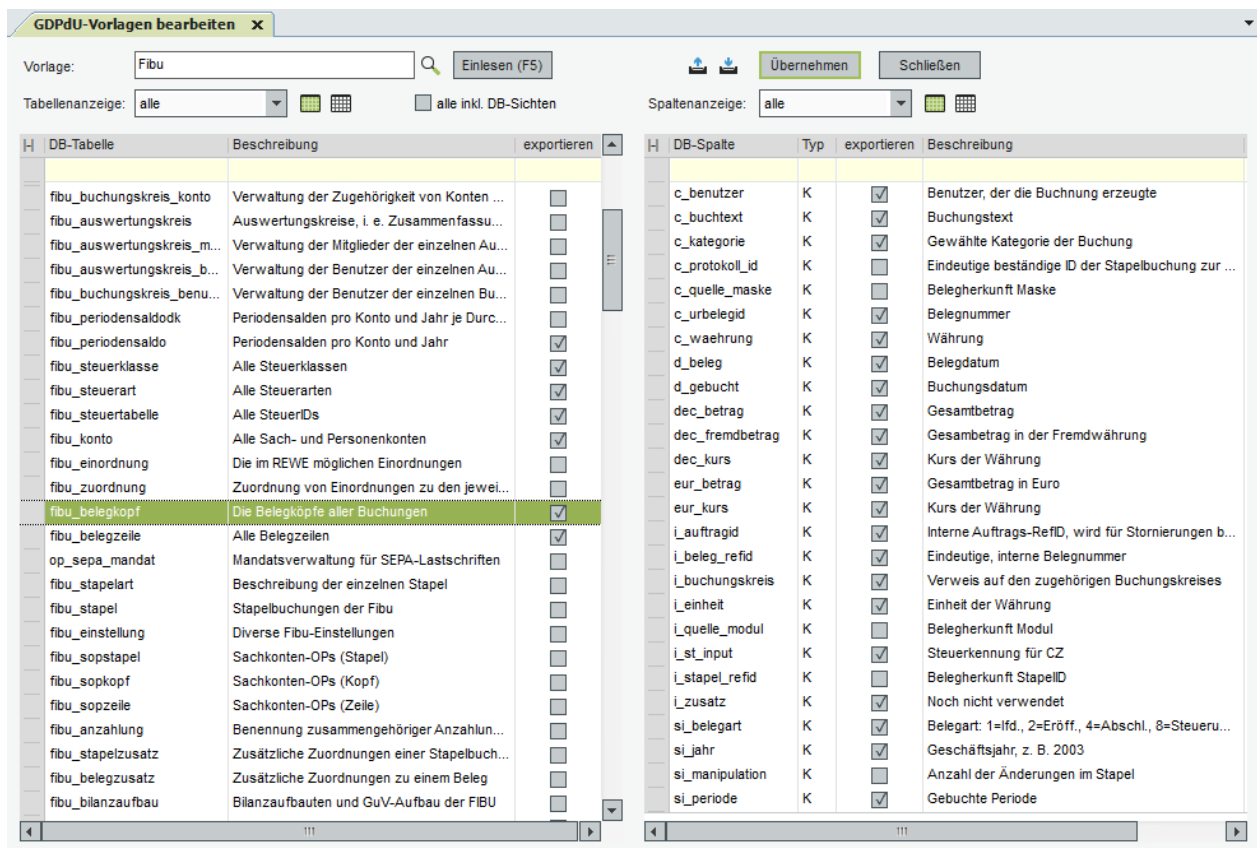 GDPdU-Vorlagen bearbeiten X
Vorlage: Fibu Einlesen (F5) Übernehmen Schließen
Tabellenanzeige: alle alle inkl. DB-Sichten Spaltenanzeige: alle
DB-Tabelle Beschreibung exportieren
fibu_buchungskreis_konto Verwaltung der Zugehörigkeit von Konten ...
fibu_auswertungskreis Auswertungskreise, i. e. Zusammenfassu...
fibu_auswertungskreis_m... Verwaltung der Mitglieder der einzelnen Au...
fibu_auswertungskreis_b... Verwaltung der Benutzer der einzelnen Au...
fibu_buchungskreis_benu... Verwaltung der Benutzer der einzelnen Bu...
fibu_periodensaldodk Periodensalden pro Konto und Jahr je Durc...
fibu_periodensaldo Periodensalden pro Konto und Jahr
fibu_steuerklasse Alle Steuerklassen
fibu_steuerart Alle Steuerarten
fibu_steuertabelle Alle SteuerIDs
fibu_konto Alle Sach- und Personenkonten
fibu_einordnung Die im REWE möglichen Einordnungen
fibu_zuordnung Zuordnung von Einordnungen zu den jewei...
fibu_belegkopf Die Belegköpfe aller Buchungen
fibu_belegzeile Alle Belegzeilen
op_sepa_mandat Mandatsverwaltung für SEPA-Lastschriften
fibu_stapelart Beschreibung der einzelnen Stapel
fibu_stapel Stapelbuchungen der Fibu
fibu_einstellung Diverse Fibu-Einstellungen
fibu_sopstapel Sachkonten-OPs (Stapel)
fibu_sopkopf Sachkonten-OPs (Kopf)
fibu_sopzeile Sachkonten-OPs (Zeile)
fibu_anzahlung Benennung zusammengehöriger Anzahlun...
fibu_stapelzusatz Zusätzliche Zuordnungen einer Stapelbuch...
fibu_belegzusatz Zusätzliche Zuordnungen zu einem Beleg
fibu_bilanzaufbau Bilanzaufbauten und GuV-Aufbau der FIBU
DB-Spalte Typ exportieren Beschreibung
c_benutzer K Benutzer, der die Buchnung erzeugte
c_buchtext K Buchungstext
c_kategorie K Gewählte Kategorie der Buchung
c_protokoll_id K Eindeutige beständige ID der Stapelbuchung zur ...
c_quelle_maske K Belegherkunft Maske
c_urbelegid K Belegnummer
c_waehrung K Währung
d_beleg K Belegdatum
d_gebucht K Buchungsdatum
dec_betrag K Gesamtbetrag
dec_fremdbetrag K Gesambetrag in der Fremdwährung
dec_kurs K Kurs der Währung
eur_betrag K Gesamtbetrag in Euro
eur_kurs K Kurs der Währung
i_auftragid K Interne Auftrags-RefID, wird für Stornierungen b...
i_beleg_refid K Eindeutige, interne Belegnummer
i_buchungskreis K Verweis auf den zugehörigen Buchungskreises
i_einheit K Einheit der Währung
i_quelle_modul K Belegherkunft Modul
i_st_input K Steuerkennung für CZ
i_stapel_refid K Belegherkunft StapelID
i_zusatz K Noch nicht verwendet
si_belegart K Belegart: 1=lfd., 2=Eröff., 4=Abschl., 8=Steueru...
si_jahr K Geschäftsjahr, z. B. 2003
si_manipulation K Anzahl der Änderungen im Stapel
si_periode K Gebuchte Periode